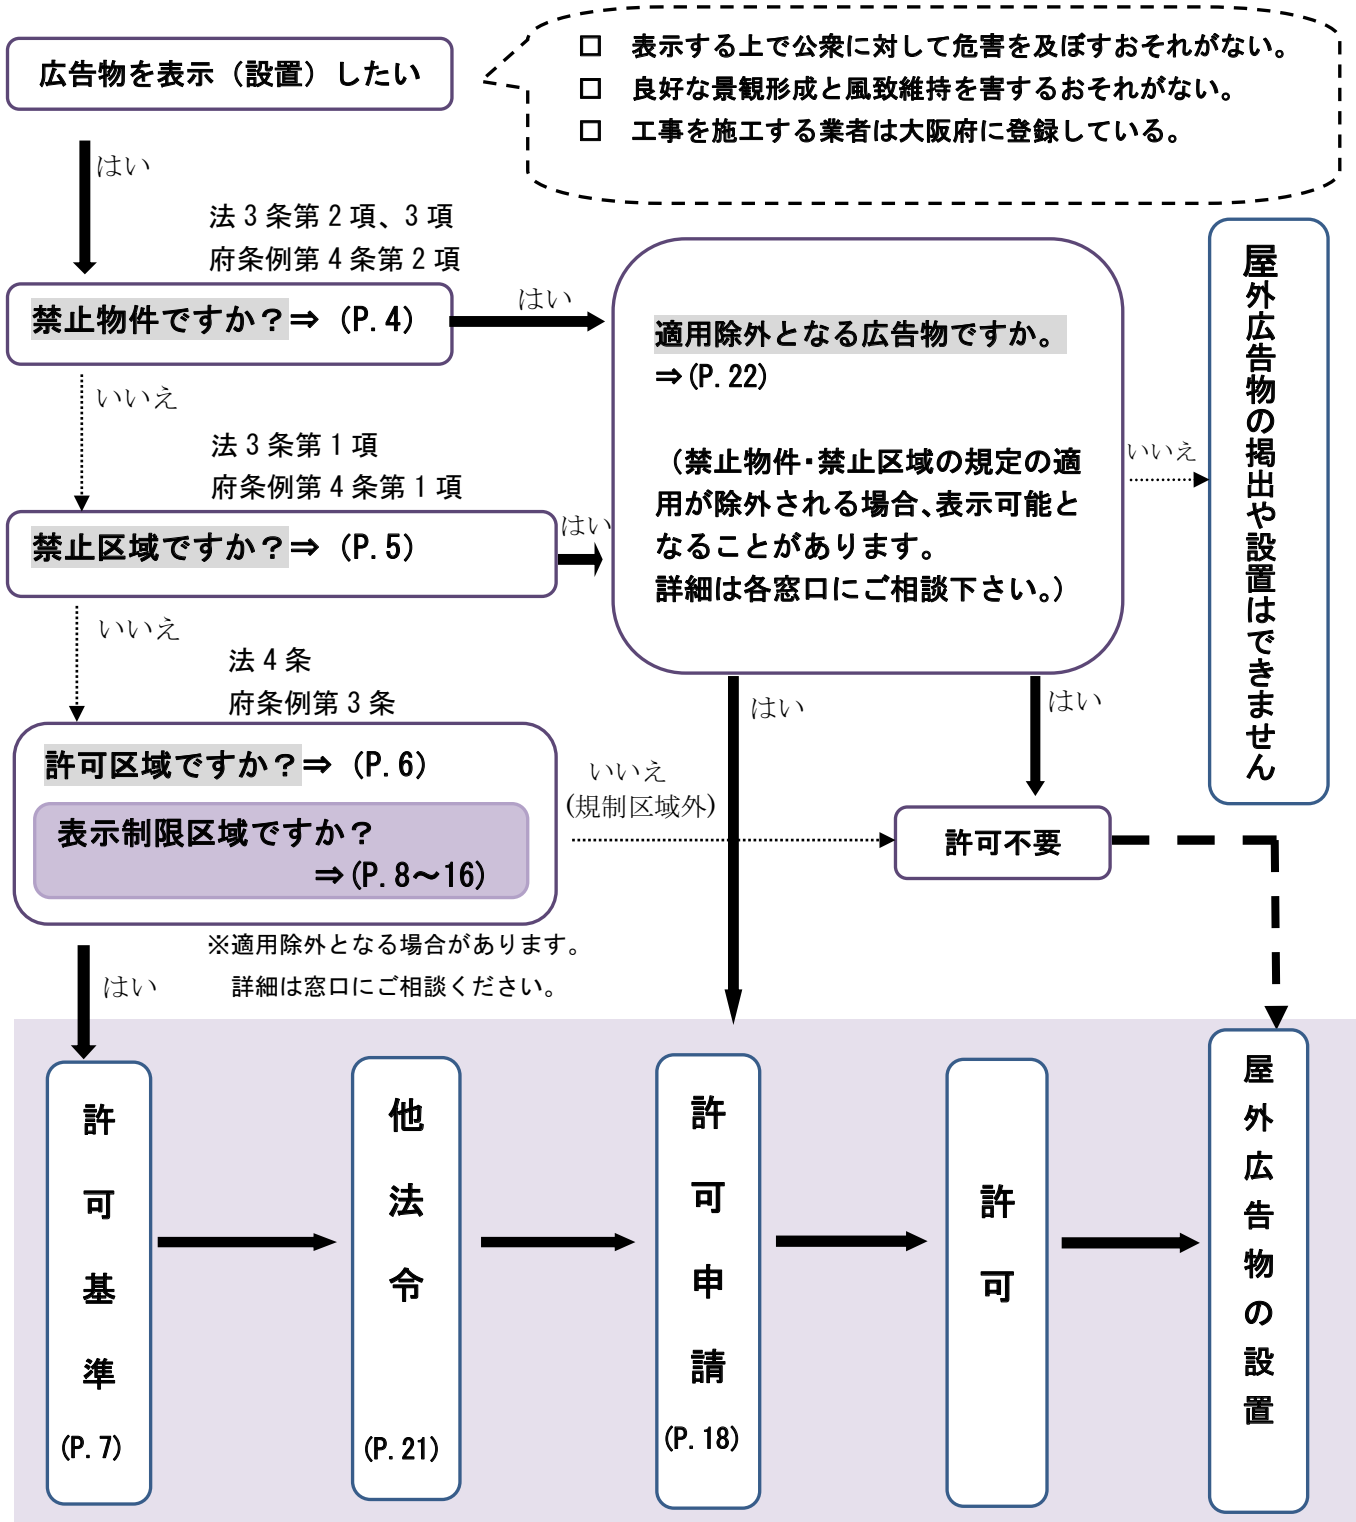 広告物を表示（設置）したい
□　表示する上で公衆に対して危害を及ぼすおそれがない。
□　良好な景観形成と風致維持を害するおそれがない。
□　工事を施工する業者は大阪府に登録している。
はい
法３条第２項、３項
府条例第４条第２項
禁止物件ですか？⇒（P.4）
はい
いいえ
法３条第１項
府条例第４条第１項
禁止区域ですか？⇒（P.5）
はい
いいえ
適用除外となる広告物ですか。
⇒(P.22)
（禁止物件・禁止区域の規定の適
用が除外される場合、表示可能と
なることがあります。
詳細は各窓口にご相談下さい。）
いいえ
屋外広告物の掲出や設置はできません
法４条
府条例第３条
許可区域ですか？⇒（P.6）
表示制限区域ですか？
⇒(P.8～16)
いいえ
(規制区域外)
はい
はい
許可不要
※適用除外となる場合があります。
詳細は窓口にご相談ください。
はい
許可基準
(P.7)
他法令
(P.21)
許可申請
(P.18)
許可
屋外広告物の設置